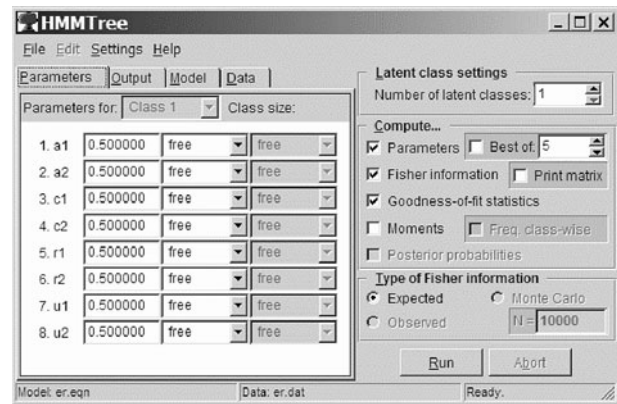 HMMTree
File Edit Settings Help
Parameters Output Model Data
Parameters for: Class 1 Class size:
1. a1 0.500000 free free
2. a2 0.500000 free free
3. c1 0.500000 free free
4. c2 0.500000 free free
5. r1 0.500000 free free
6. r2 0.500000 free free
7. u1 0.500000 free free
8. u2 0.500000 free free
Latent class settings
Number of latent classes: 1
Compute...
Parameters Best of: 5
Fisher information Print matrix
Goodness-of-fit statistics
Moments Freq. class-wise
Posterior probabilities
Type of Fisher information
Expected Monte Carlo
Observed N = 10000
Run Abort
Model: er.eqn Data: er.dat Ready.